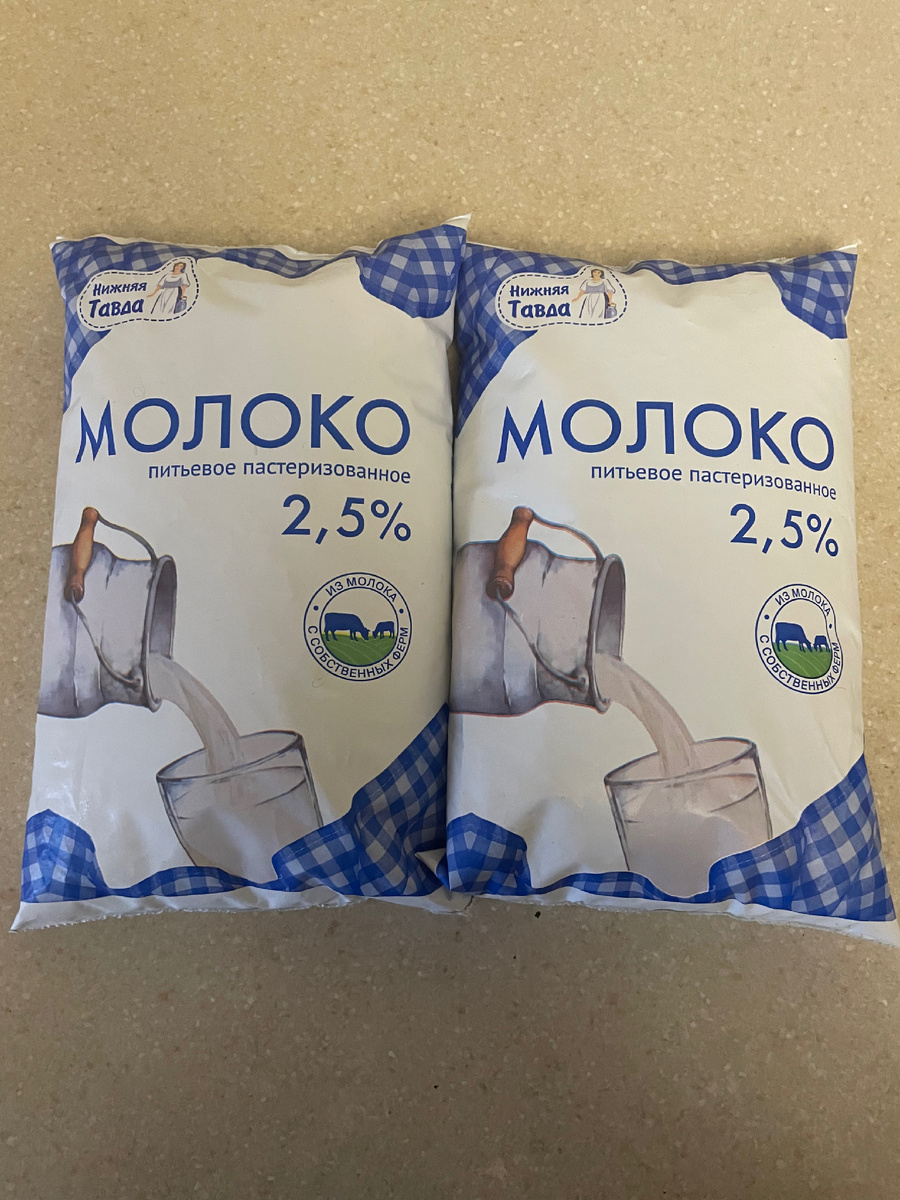 Нижняя
Тавда
МОЛОКО
питьевое пастеризованное
2,5%
ИЗ МОЛОКА
С СОБСТВЕННЫХ ФЕРМ
Нижняя
Тавда
МОЛОКО
питьевое пастеризованное
2,5%
ИЗ МОЛОКА
С СОБСТВЕННЫХ ФЕРМ